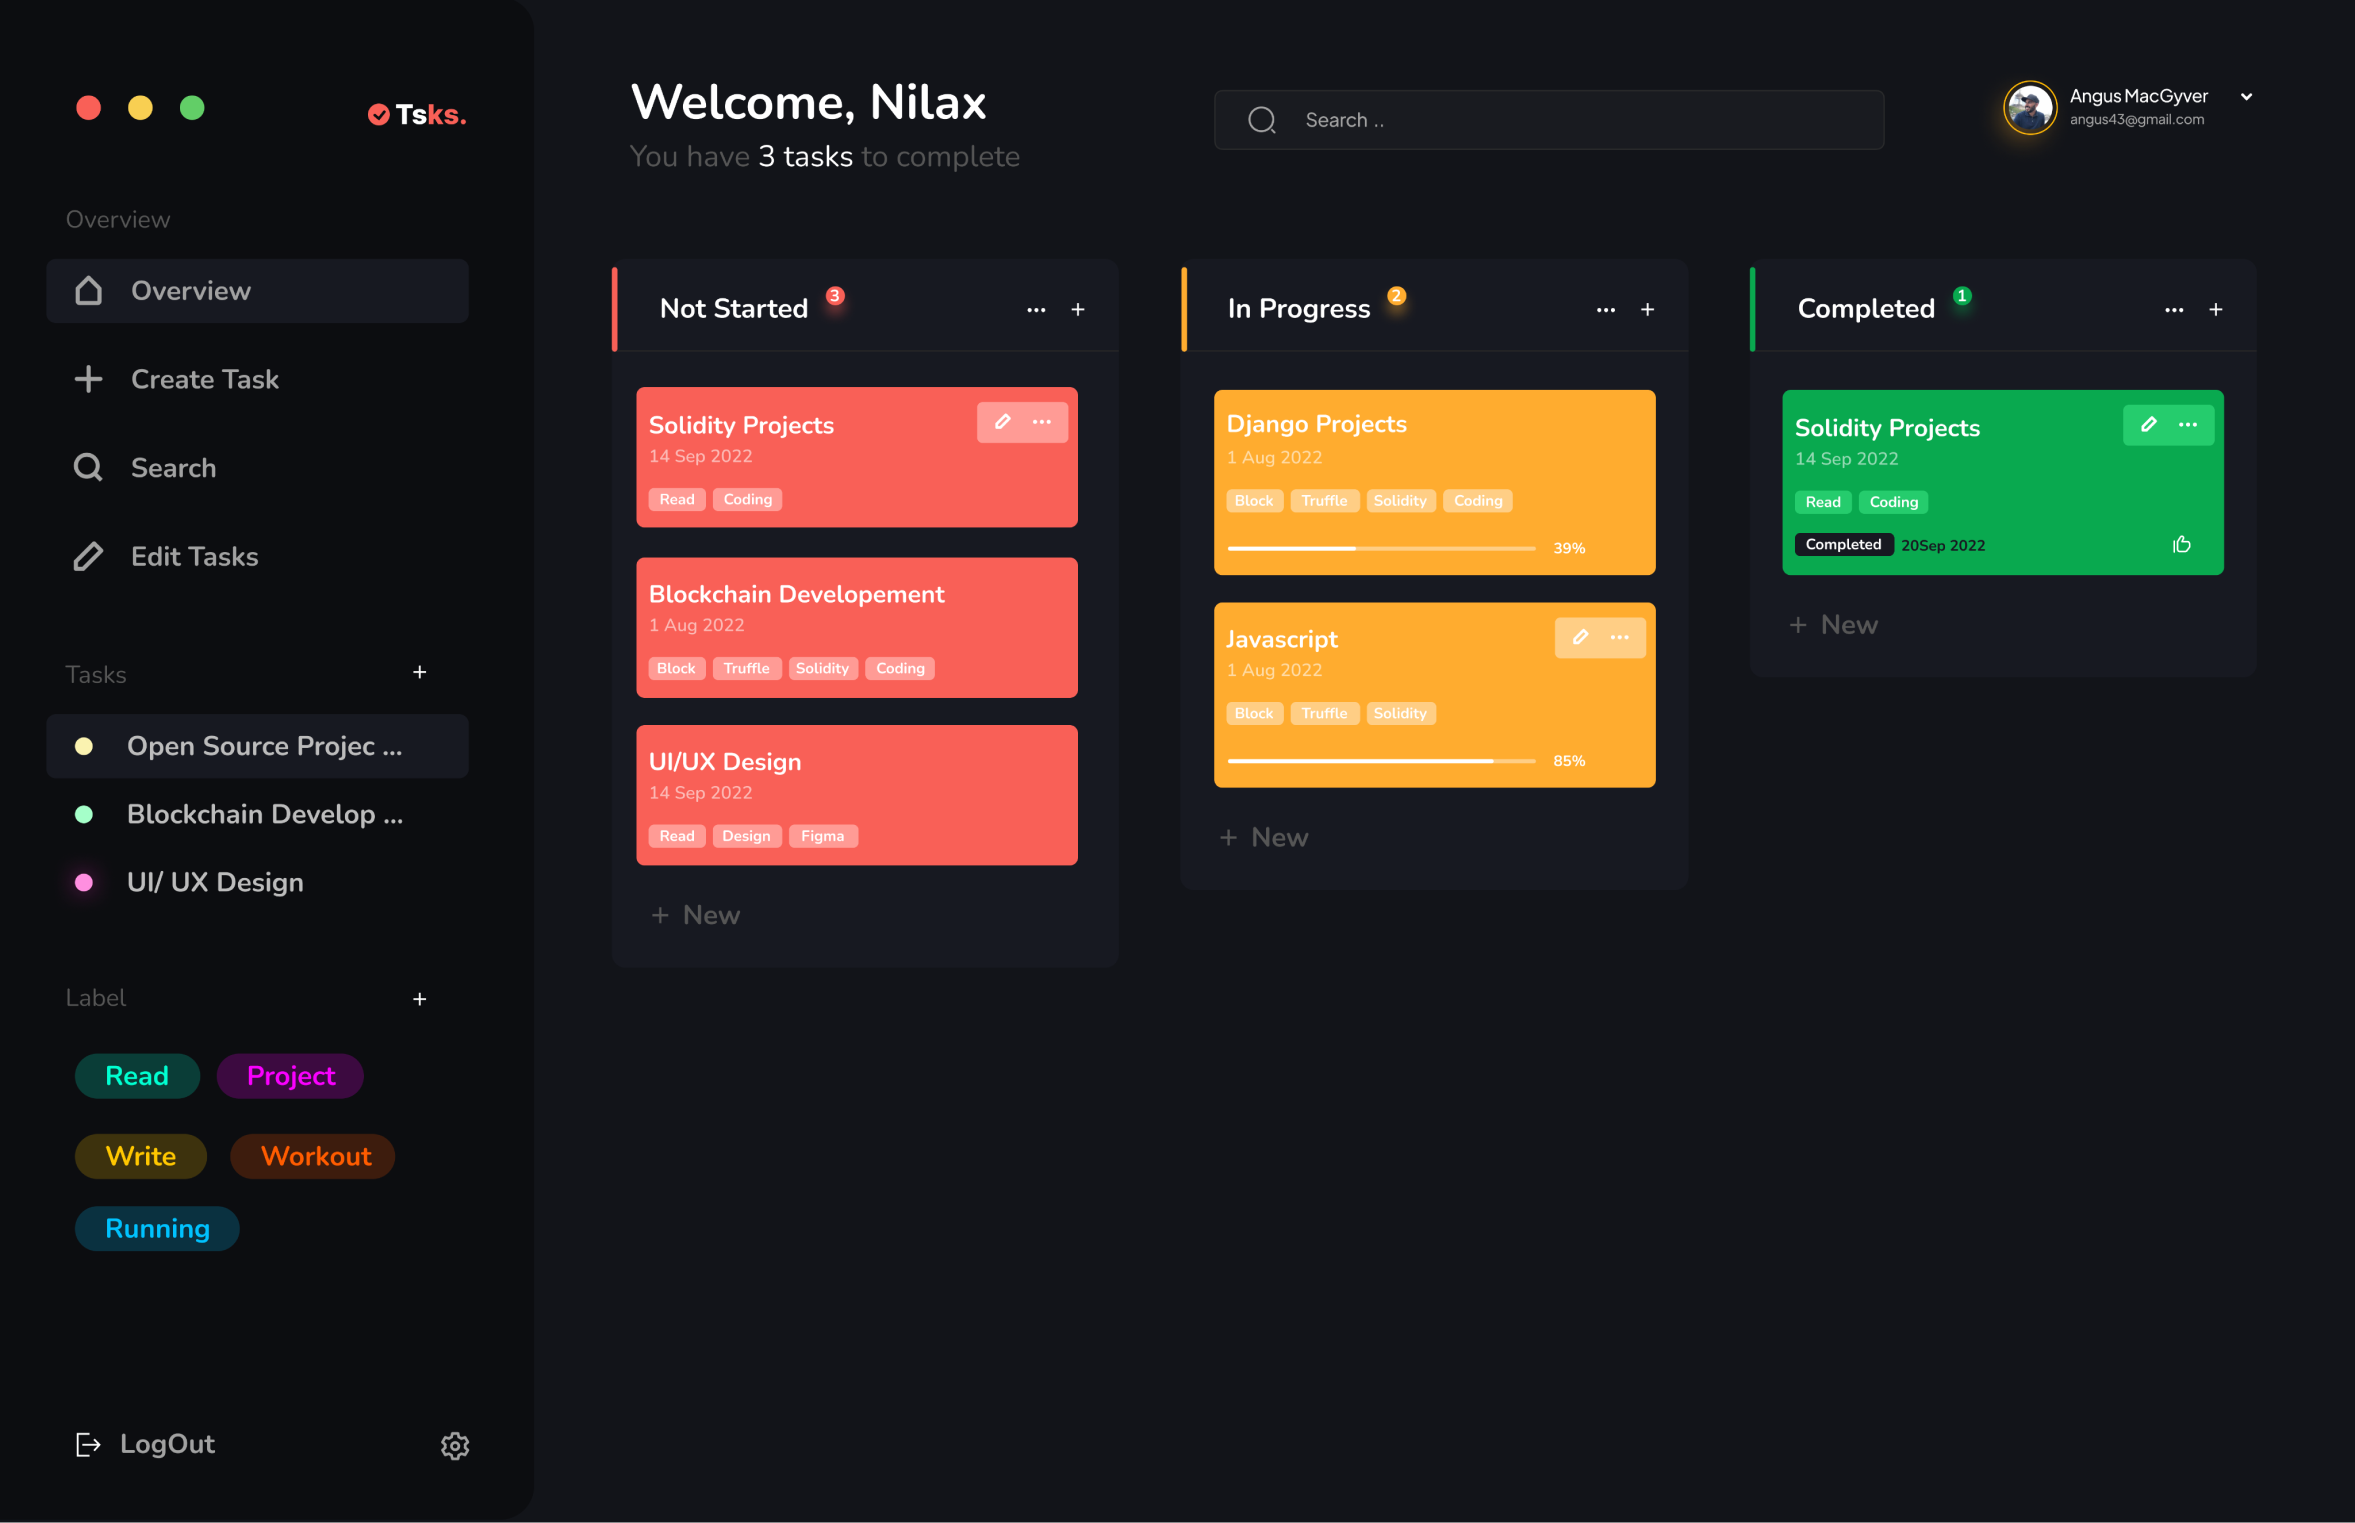 Tsks.
Overview
Overview
Create Task
Search
Edit Tasks
Tasks +
Open Source Projec ...
Blockchain Develop ...
UI/ UX Design
Label +
Read Project
Write Workout
Running
LogOut
Welcome, Nilax
You have 3 tasks to complete
Search ..
Angus MacGyver
angus43@gmail.com
Not Started 3 ... +
Solidity Projects ...
14 Sep 2022
Read Coding
Blockchain Developement
1 Aug 2022
Block Truffle Solidity Coding
UI/UX Design
14 Sep 2022
Read Design Figma
+ New
In Progress 2 ... +
Django Projects
1 Aug 2022
Block Truffle Solidity Coding
39%
Javascript ...
1 Aug 2022
Block Truffle Solidity
85%
+ New
Completed 1 ... +
Solidity Projects ...
14 Sep 2022
Read Coding
Completed 20Sep 2022
+ New